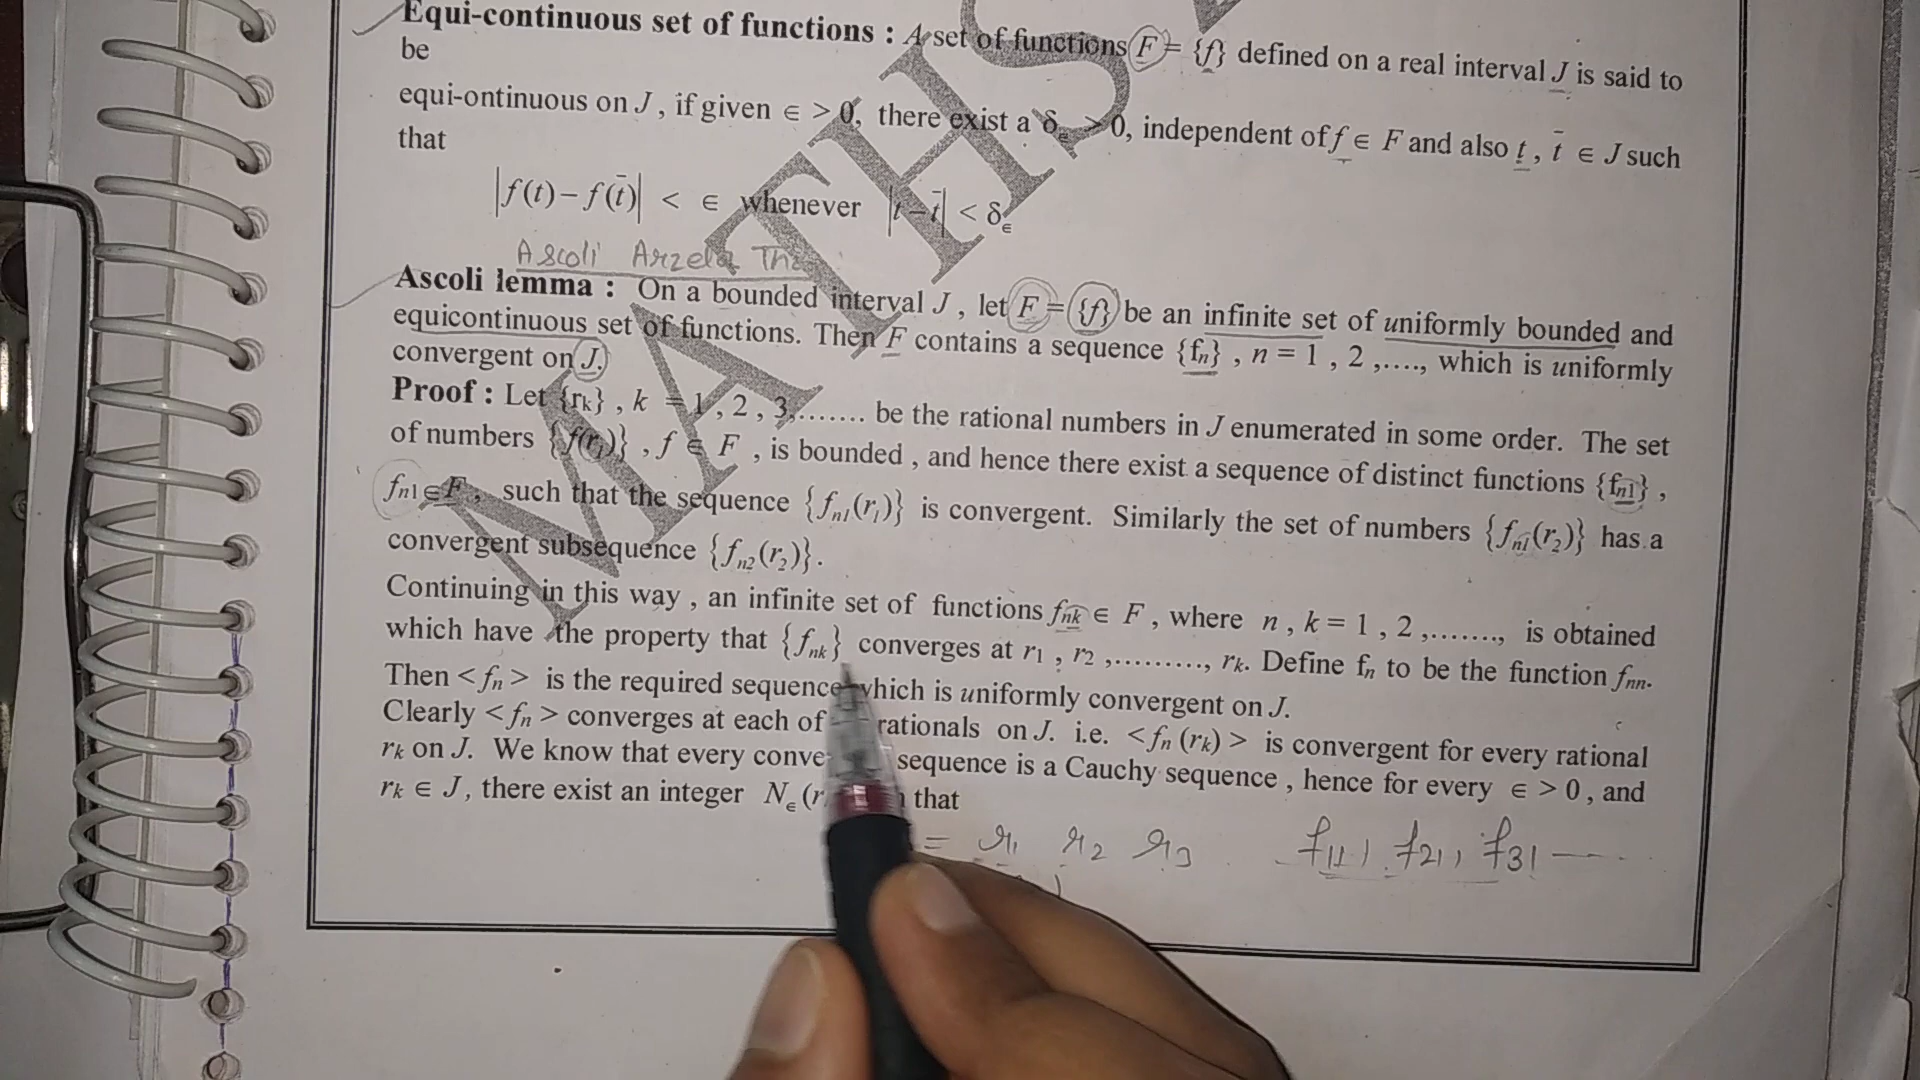 Equi-continuous set of functions : A set of functions F = {f} defined on a real interval J is said to
be
equi-ontinuous on J , if given ∈ > 0, there exist a δ∈ > 0, independent of f ∈ F and also t , t̄ ∈ J such
that
|f(t) − f(t̄)| < ∈ whenever |t − t̄| < δ∈
Ascoli Arzela Th
Ascoli lemma : On a bounded interval J , let F = {f} be an infinite set of uniformly bounded and
equicontinuous set of functions. Then F contains a sequence {fn} , n = 1 , 2 ,…., which is uniformly
convergent on J.
Proof : Let {rk} , k = 1 , 2 , 3,……. be the rational numbers in J enumerated in some order. The set
of numbers {f(r1)} , f ∈ F , is bounded , and hence there exist a sequence of distinct functions {fn1} ,
fn1∈F , such that the sequence {fn1(r1)} is convergent. Similarly the set of numbers {fn1(r2)} has a
convergent subsequence {fn2(r2)}.
Continuing in this way , an infinite set of functions fnk ∈ F , where n , k = 1 , 2 ,……., is obtained
which have the property that {fnk} converges at r1 , r2 ,………, rk. Define fn to be the function fnn.
Then <fn> is the required sequence which is uniformly convergent on J.
Clearly <fn> converges at each of rationals on J. i.e. <fn (rk) > is convergent for every rational
rk on J. We know that every sequence is a Cauchy sequence , hence for every ∈ > 0 , and
rk ∈ J , there exist an integer N∈ (r that
= r1 r2 r3 f11, f21, f31 ----
MATHS